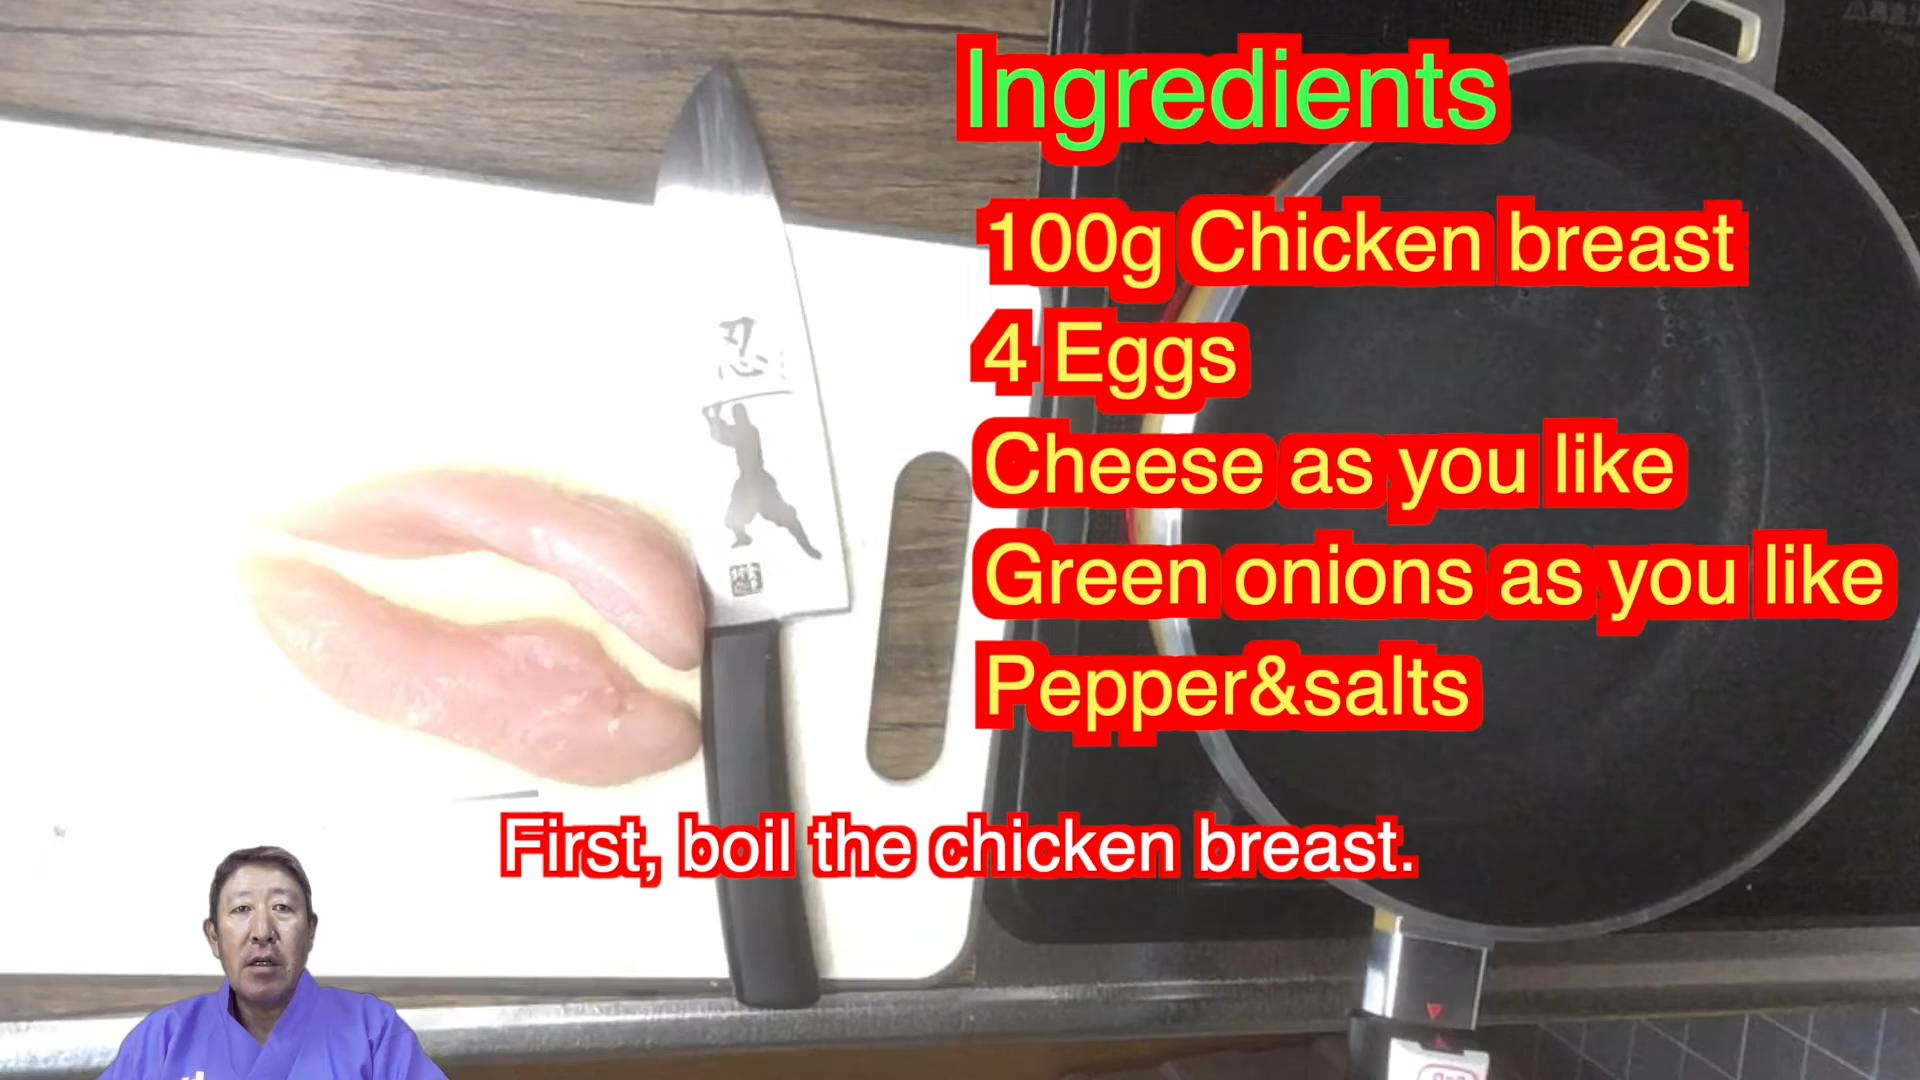 Ingredients
100g Chicken breast
4 Eggs
Cheese as you like
Green onions as you like
Pepper&salts
忍
First, boil the chicken breast.